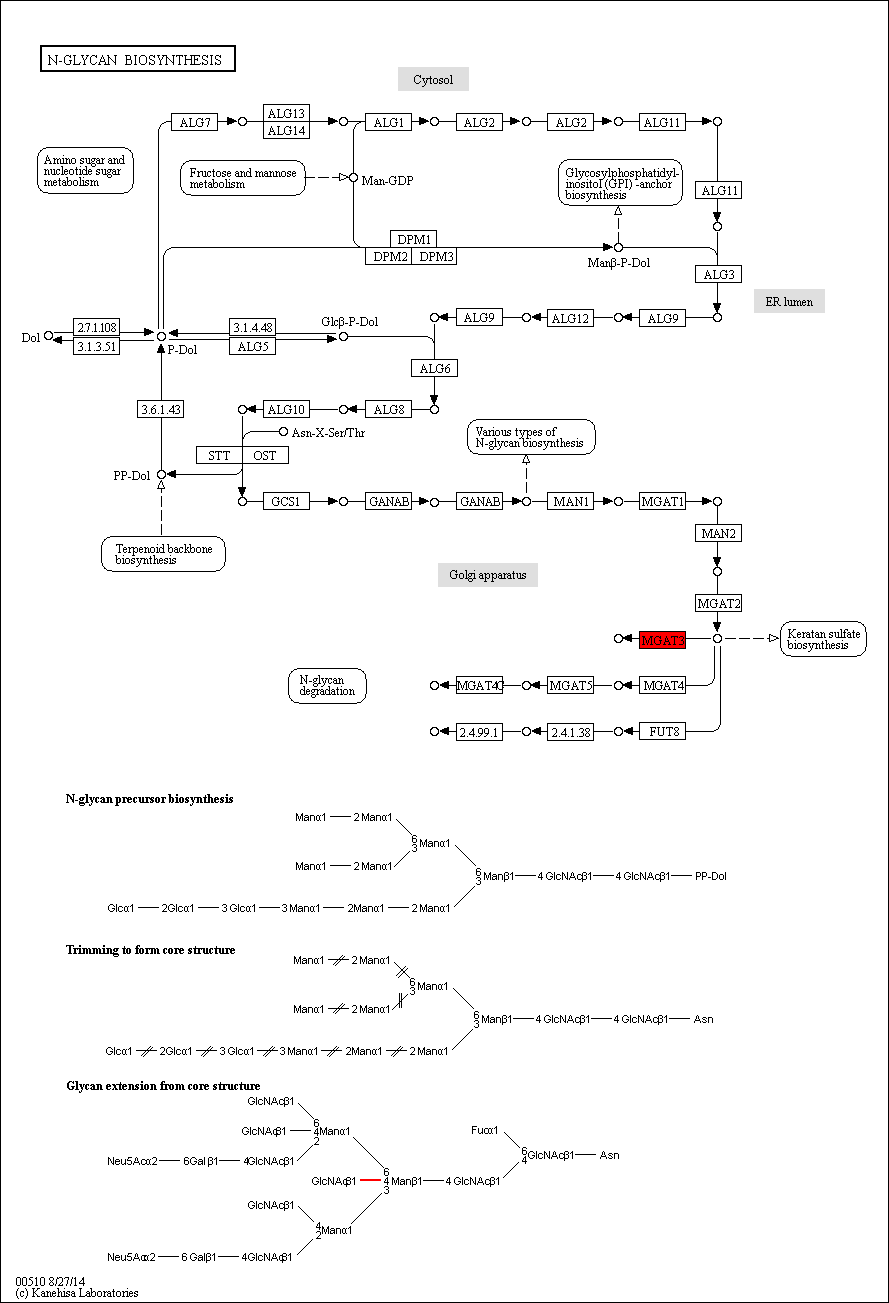 N-GLYCAN BIOSYNTHESIS
Cytosol
ALG7
ALG13
ALG14
ALG1
ALG2
ALG2
ALG11
Amino sugar and
nucleotide sugar
metabolism
Fructose and mannose
metabolism
Man-GDP
Glycosylphosphatidyl-
inositol (GPI) -anchor
biosynthesis
ALG11
DPM1
DPM2
DPM3
Manβ-P-Dol
ALG3
ER lumen
Dol
2.7.1.108
3.1.3.51
P-Dol
3.1.4.48
ALG5
Glcβ-P-Dol
ALG9
ALG12
ALG9
ALG6
3.6.1.43
ALG10
ALG8
Asn-X-Ser/Thr
STT
OST
PP-Dol
Various types of
N-glycan biosynthesis
GCS1
GANAB
GANAB
MAN1
MGAT1
Terpenoid backbone
biosynthesis
MAN2
Golgi apparatus
MGAT2
MGAT3
Keratan sulfate
biosynthesis
N-glycan
degradation
MGAT4C
MGAT5
MGAT4
2.4.99.1
2.4.1.38
FUT8
N-glycan precursor biosynthesis
Manα1 2 Manα1
6
3 Manα1
Manα1 2 Manα1
6
3 Manβ1 4 GlcNAcβ1 4 GlcNAcβ1 PP-Dol
Glcα1 2Glcα1 3 Glcα1 3 Manα1 2Manα1 2 Manα1
Trimming to form core structure
Manα1 2 Manα1
6
3 Manα1
Manα1 2 Manα1
6
3 Manβ1 4 GlcNAcβ1 4 GlcNAcβ1 Asn
Glcα1 2Glcα1 3 Glcα1 3 Manα1 2Manα1 2 Manα1
Glycan extension from core structure
GlcNAcβ1
6
GlcNAcβ1 4Manα1
2
Fucα1
Neu5Acα2 6Galβ1 4GlcNAcβ1
6
4 GlcNAcβ1 Asn
6
GlcNAcβ1 4 Manβ1 4 GlcNAcβ1
3
GlcNAcβ1
4
2 Manα1
Neu5Acα2 6 Galβ1 4GlcNAcβ1
00510 8/27/14
(c) Kanehisa Laboratories